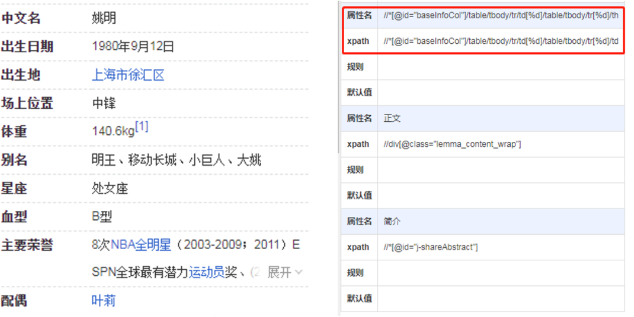 中文名 姚明
出生日期 1980年9月12日
出生地 上海市徐汇区
场上位置 中锋
体重 140.6kg[1]
别名 明王、移动长城、小巨人、大姚
星座 处女座
血型 B型
主要荣誉 8次NBA全明星（2003-2009；2011）E
SPN全球最有潜力运动员奖、(2 展开
配偶 叶莉
属性名 //*[@id="baseInfoCol"]/table/tbody/tr/td[%d]/table/tbody/tr[%d]/th
xpath //*[@id="baseInfoCol"]/table/tbody/tr/td[%d]/table/tbody/tr[%d]/td
规则
默认值
属性名 正文
xpath //div[@class="lemma_content_wrap"]
规则
默认值
属性名 简介
xpath //*[@id="j-shareAbstract"]
规则
默认值